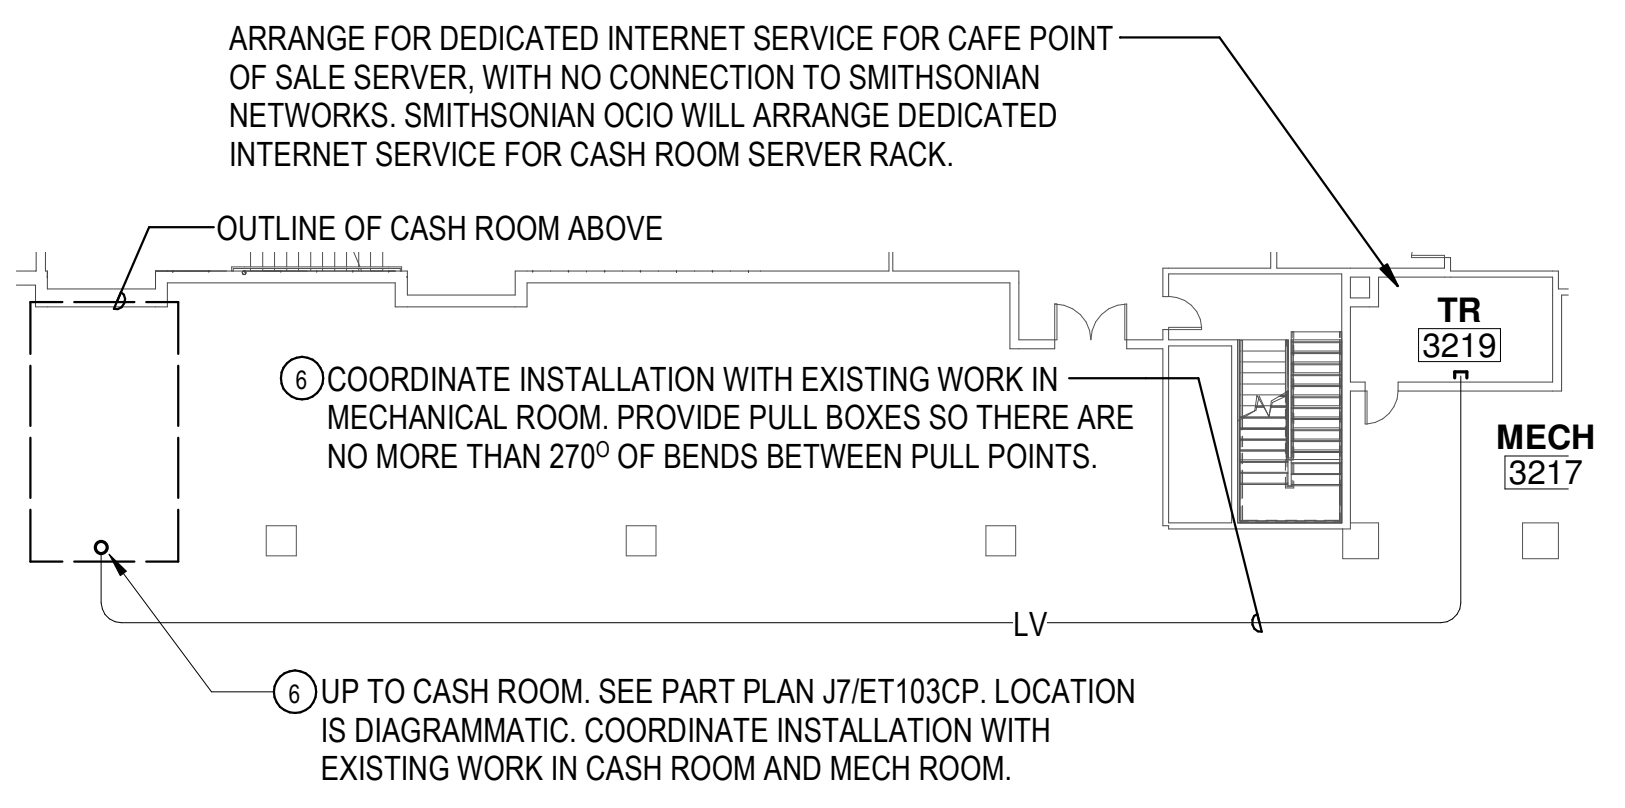 ARRANGE FOR DEDICATED INTERNET SERVICE FOR CAFE POINT
OF SALE SERVER, WITH NO CONNECTION TO SMITHSONIAN
NETWORKS. SMITHSONIAN OCIO WILL ARRANGE DEDICATED
INTERNET SERVICE FOR CASH ROOM SERVER RACK.
OUTLINE OF CASH ROOM ABOVE
TR
3219
6 COORDINATE INSTALLATION WITH EXISTING WORK IN
MECHANICAL ROOM. PROVIDE PULL BOXES SO THERE ARE
NO MORE THAN 270° OF BENDS BETWEEN PULL POINTS.
MECH
3217
LV
6 UP TO CASH ROOM. SEE PART PLAN J7/ET103CP. LOCATION
IS DIAGRAMMATIC. COORDINATE INSTALLATION WITH
EXISTING WORK IN CASH ROOM AND MECH ROOM.